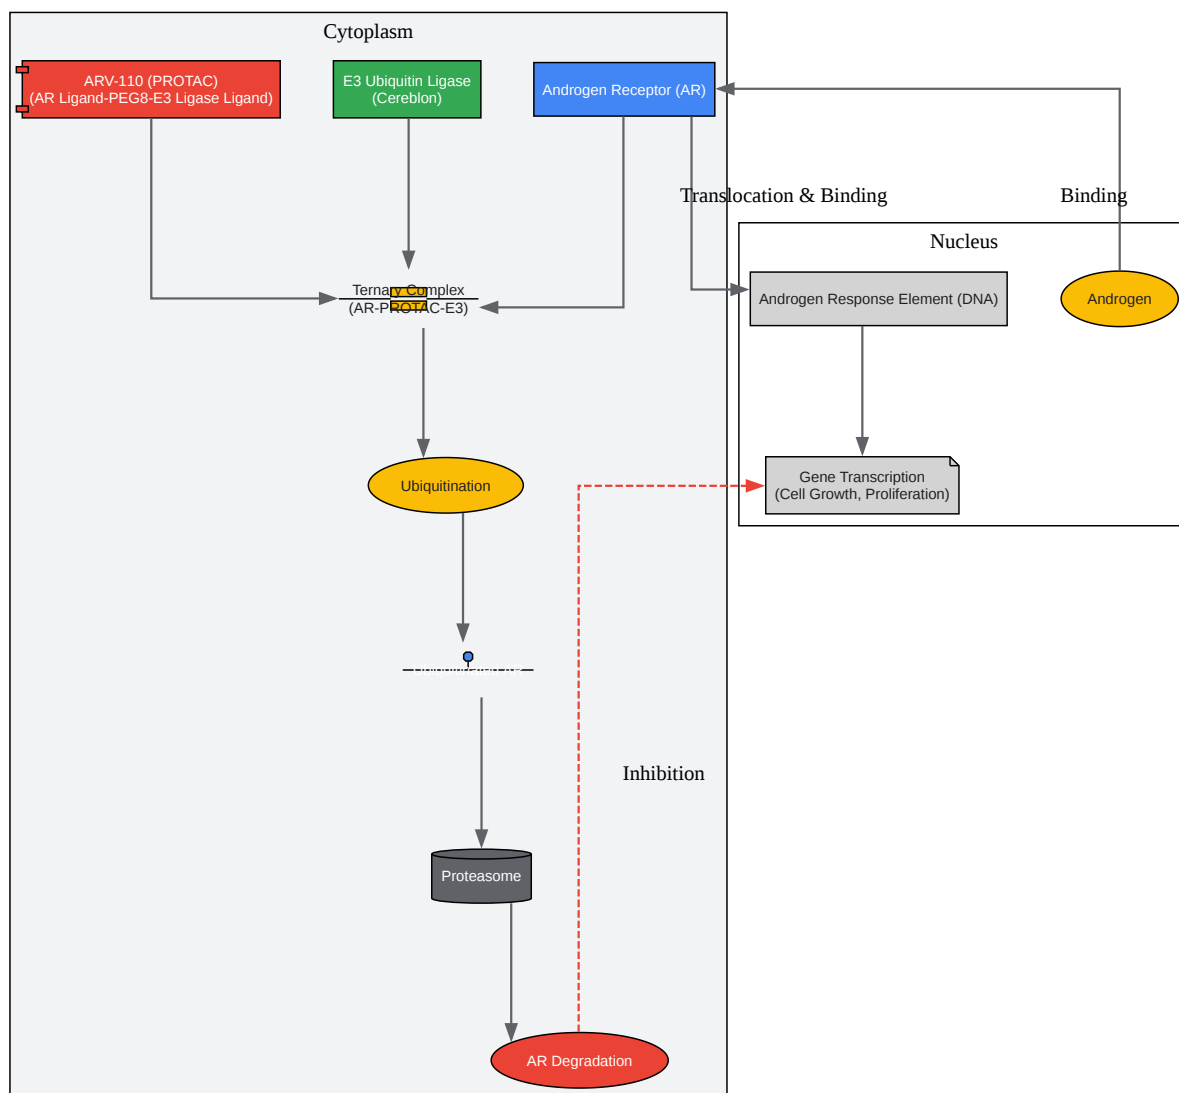 Cytoplasm
ARV-110 (PROTAC)
(AR Ligand-PEG8-E3 Ligase Ligand)
E3 Ubiquitin Ligase
(Cereblon)
Androgen Receptor (AR)
Translocation & Binding
Binding
Nucleus
Androgen Response Element (DNA)
Androgen
Ternary Complex
(AR-PROTAC-E3)
Gene Transcription
(Cell Growth, Proliferation)
Ubiquitination
Ubiquitinated AR
Inhibition
Proteasome
AR Degradation